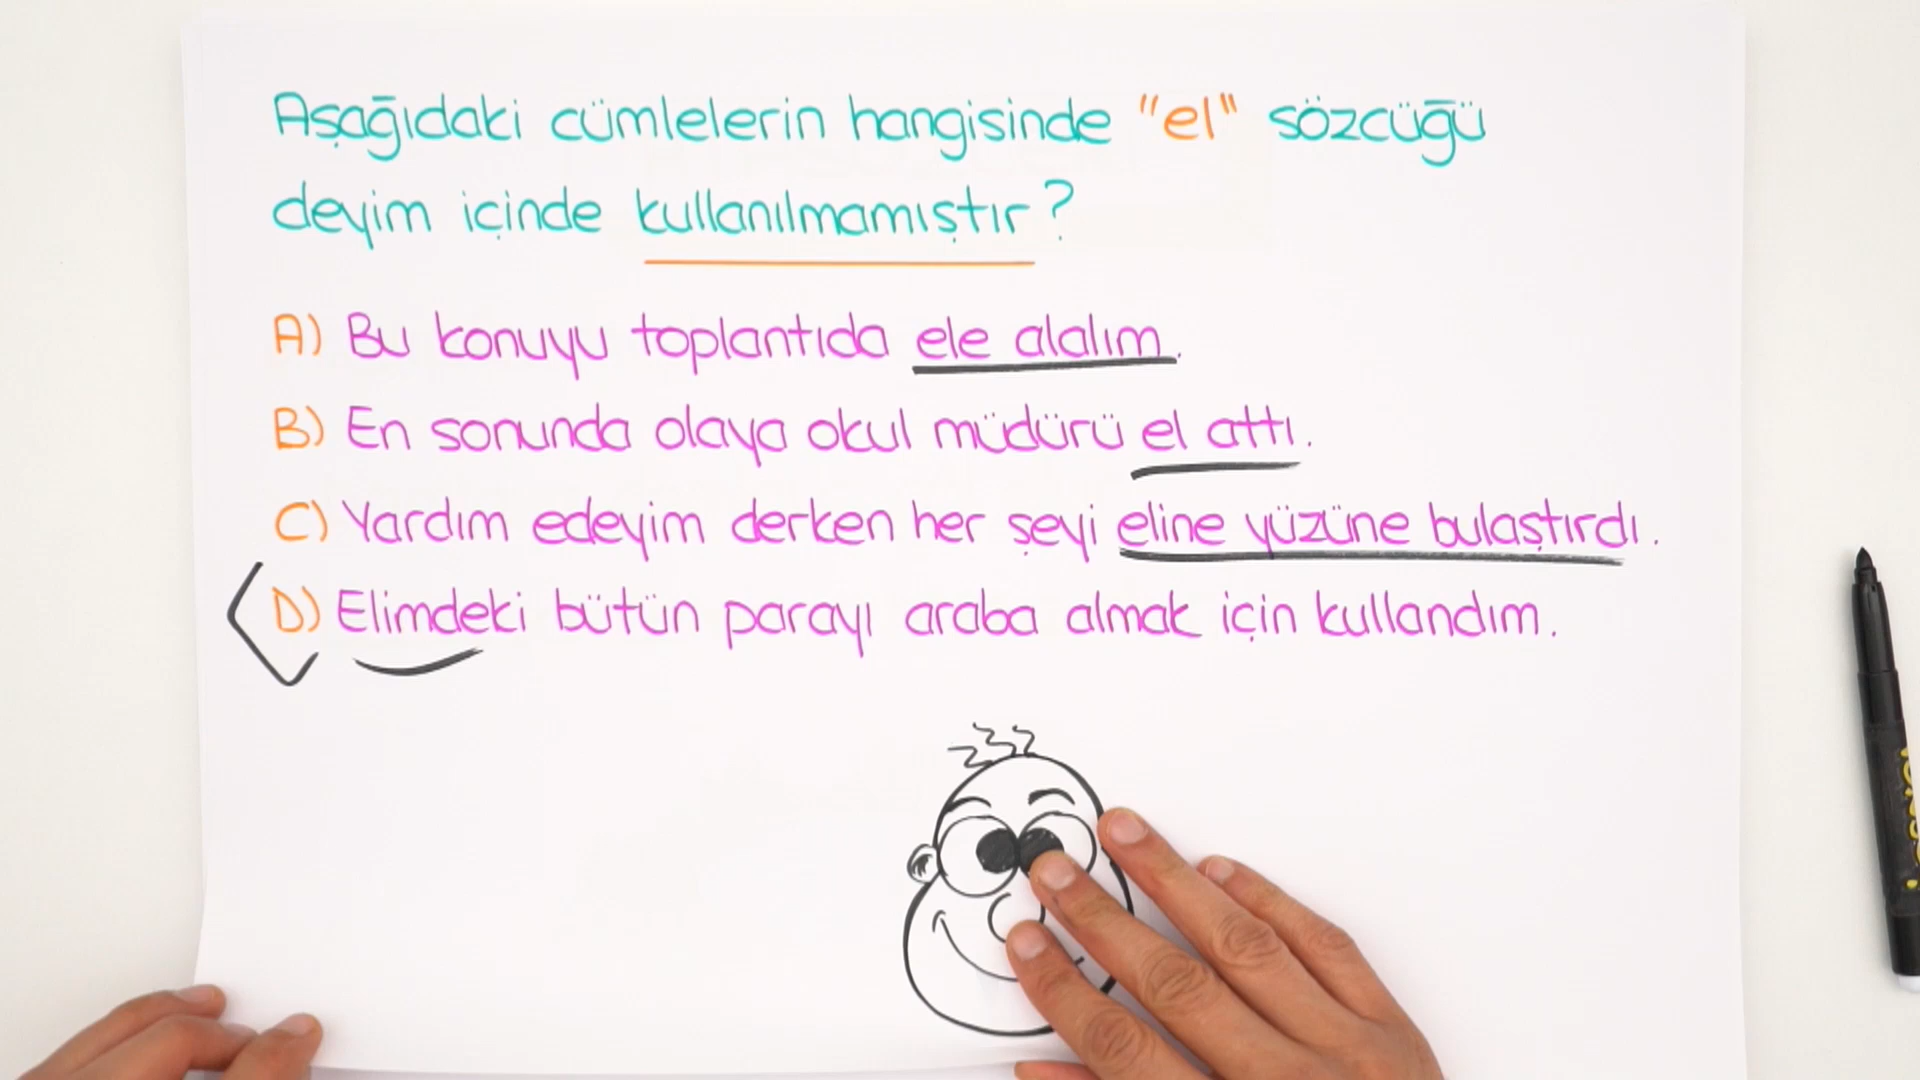 Aşağıdaki cümlelerin hangisinde "el" sözcüğü
deyim içinde kullanılmamıştır?
A) Bu konuyu toplantıda ele alalım.
B) En sonunda olaya okul müdürü el attı.
C) Yardım edeyim derken her şeyi eline yüzüne bulaştırdı.
D) Elimdeki bütün parayı araba almak için kullandım.